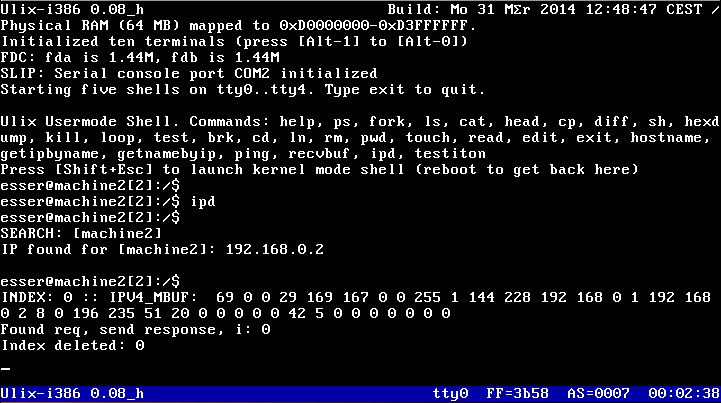 Ulix-i386 0.08_h Build: Mo 31 MΣr 2014 12:48:47 CEST /
Physical RAM (64 MB) mapped to 0xD0000000-0xD3FFFFFF.
Initialized ten terminals (press [Alt-1] to [Alt-0])
FDC: fda is 1.44M, fdb is 1.44M
SLIP: Serial console port COM2 initialized
Starting five shells on tty0..tty4. Type exit to quit.
Ulix Usermode Shell. Commands: help, ps, fork, ls, cat, head, cp, diff, sh, hexd
ump, kill, loop, test, brk, cd, ln, rm, pwd, touch, read, edit, exit, hostname,
getipbyname, getnamebyip, ping, recvbuf, ipd, testiton
Press [Shift+Esc] to launch kernel mode shell (reboot to get back here)
esser@machine2[2]:/$
esser@machine2[2]:/$ ipd
esser@machine2[2]:/$
SEARCH: [machine2]
IP found for [machine2]: 192.168.0.2
esser@machine2[2]:/$
INDEX: 0 :: IPV4_MBUF:  69 0 0 29 169 167 0 0 255 1 144 228 192 168 0 1 192 168
0 2 8 0 196 235 51 20 0 0 0 0 0 42 5 0 0 0 0 0 0 0
Found req, send response, i: 0
Index deleted: 0
_
Ulix-i386 0.08_h tty0 FF=3b58 AS=0007 00:02:38